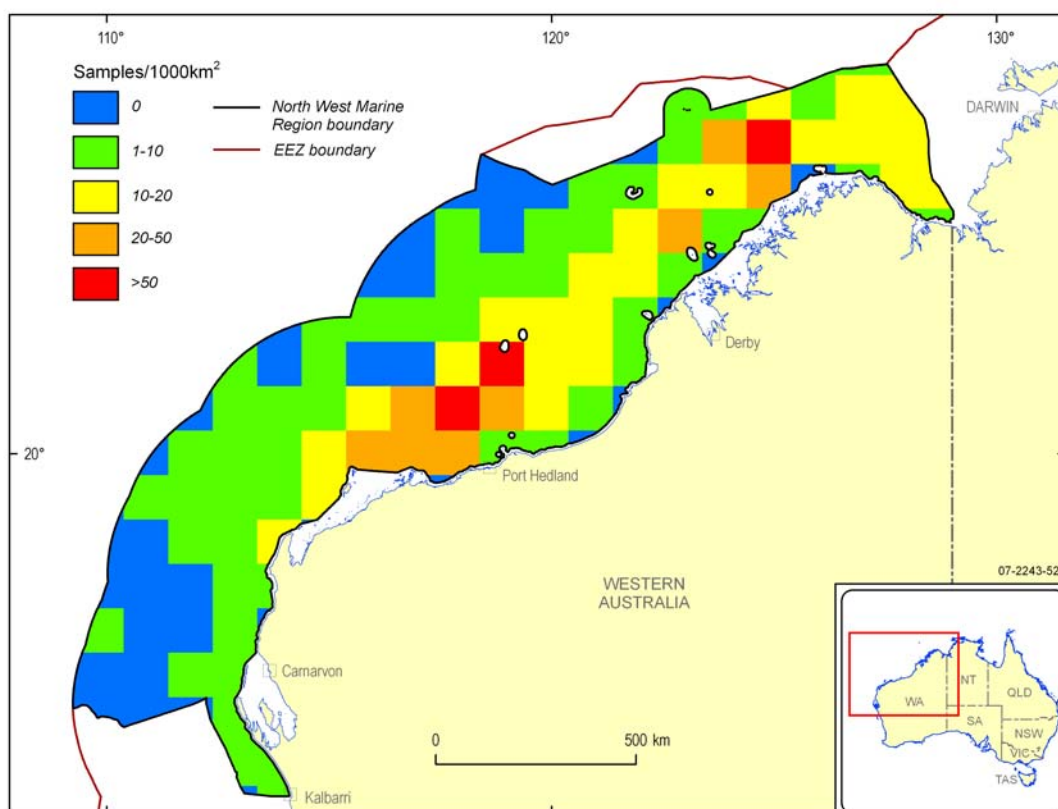 110°
120°
130°
Samples/1000km²
0
1-10
10-20
20-50
>50
North West Marine
Region boundary
EEZ boundary
DARWIN
Derby
20°
Port Hedland
07-2243-52
WESTERN
AUSTRALIA
Carnarvon
0
500 km
Kalbarri
NT
QLD
WA
SA
NSW
VIC
TAS